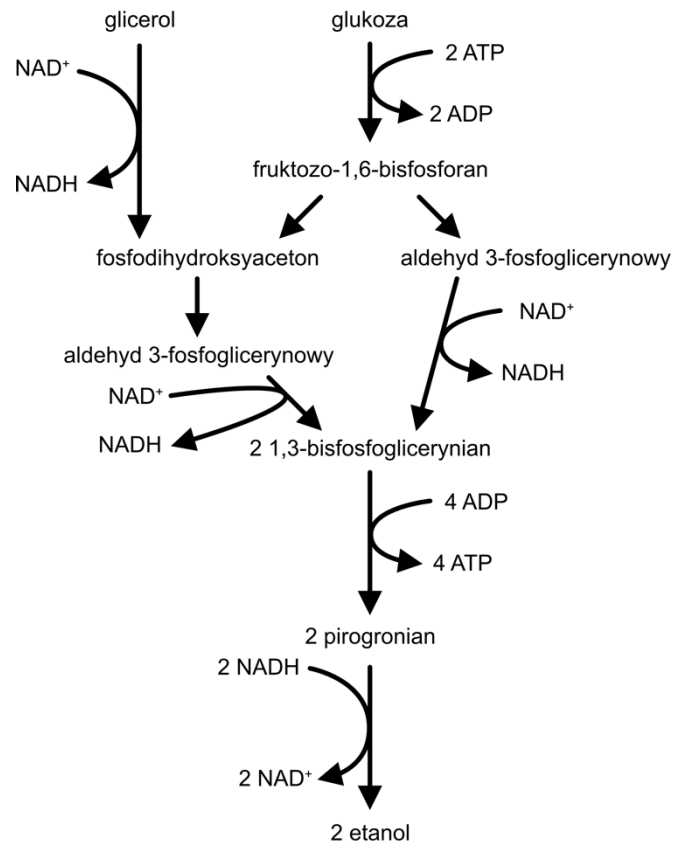 glicerol
glukoza
NAD⁺
2 ATP
2 ADP
NADH
fruktozo-1,6-bisfosforan
fosfodihydroksyaceton
aldehyd 3-fosfoglicerynowy
NAD⁺
aldehyd 3-fosfoglicerynowy
NADH
NAD⁺
NADH
2 1,3-bisfosfoglicerynian
4 ADP
4 ATP
2 pirogronian
2 NADH
2 NAD⁺
2 etanol